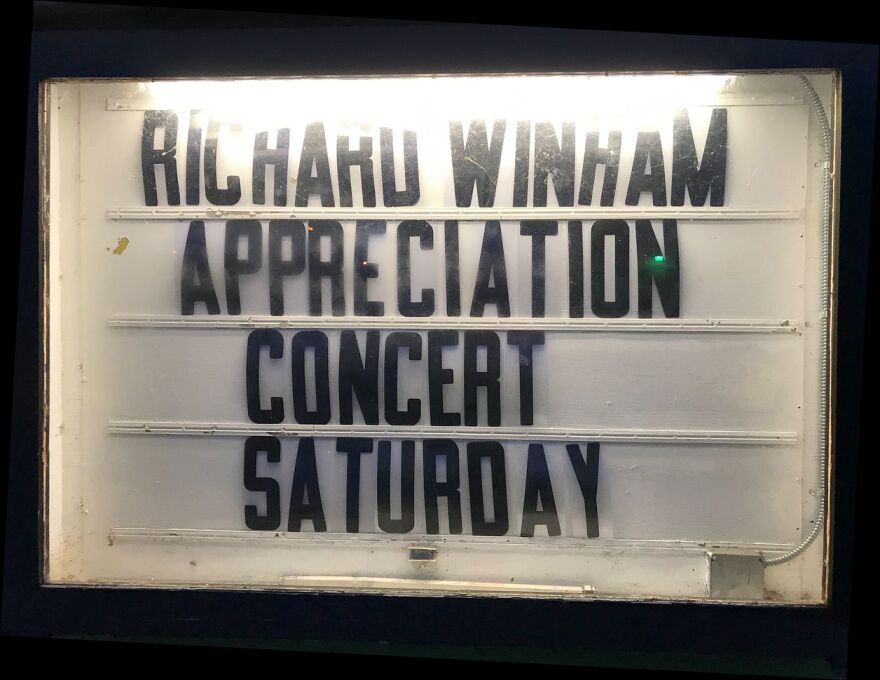 RICHARD WINHAM
APPRECIATION
CONCERT
SATURDAY